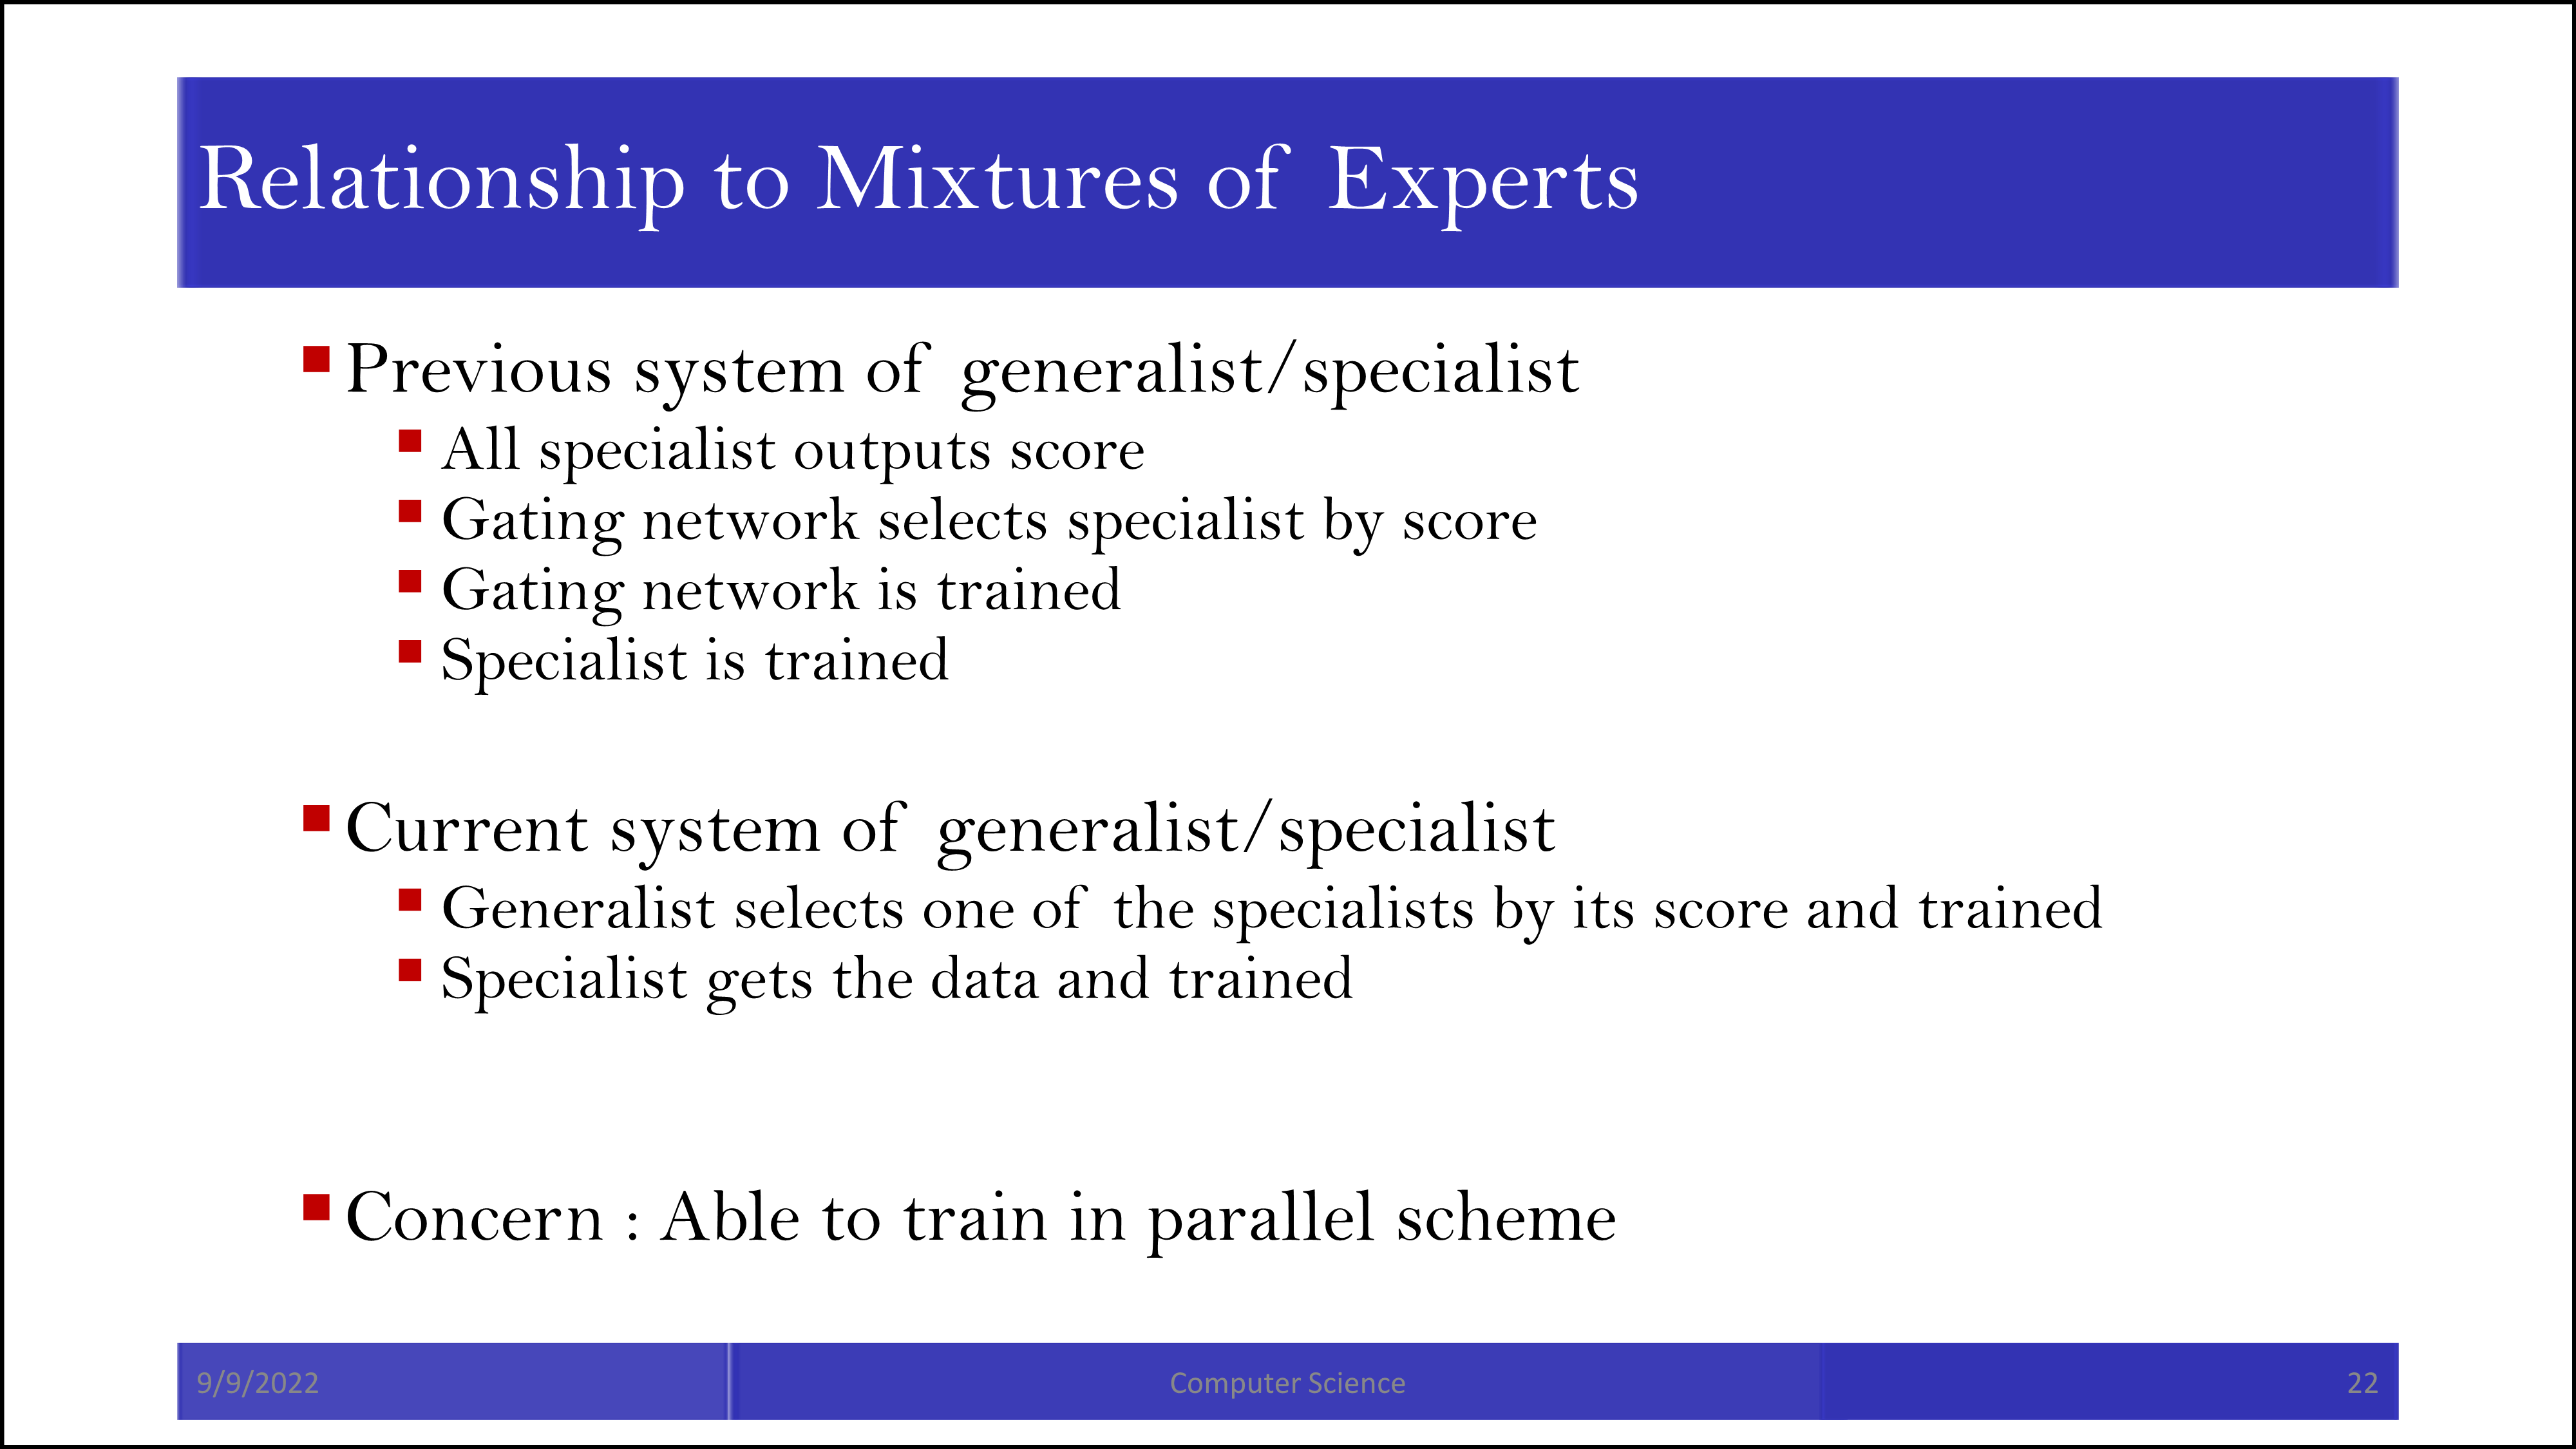 Relationship to Mixtures of Experts
Previous system of generalist/specialist
All specialist outputs score
Gating network selects specialist by score
Gating network is trained
Specialist is trained
Current system of generalist/specialist
Generalist selects one of the specialists by its score and trained
Specialist gets the data and trained
Concern : Able to train in parallel scheme
9/9/2022
Computer Science
22